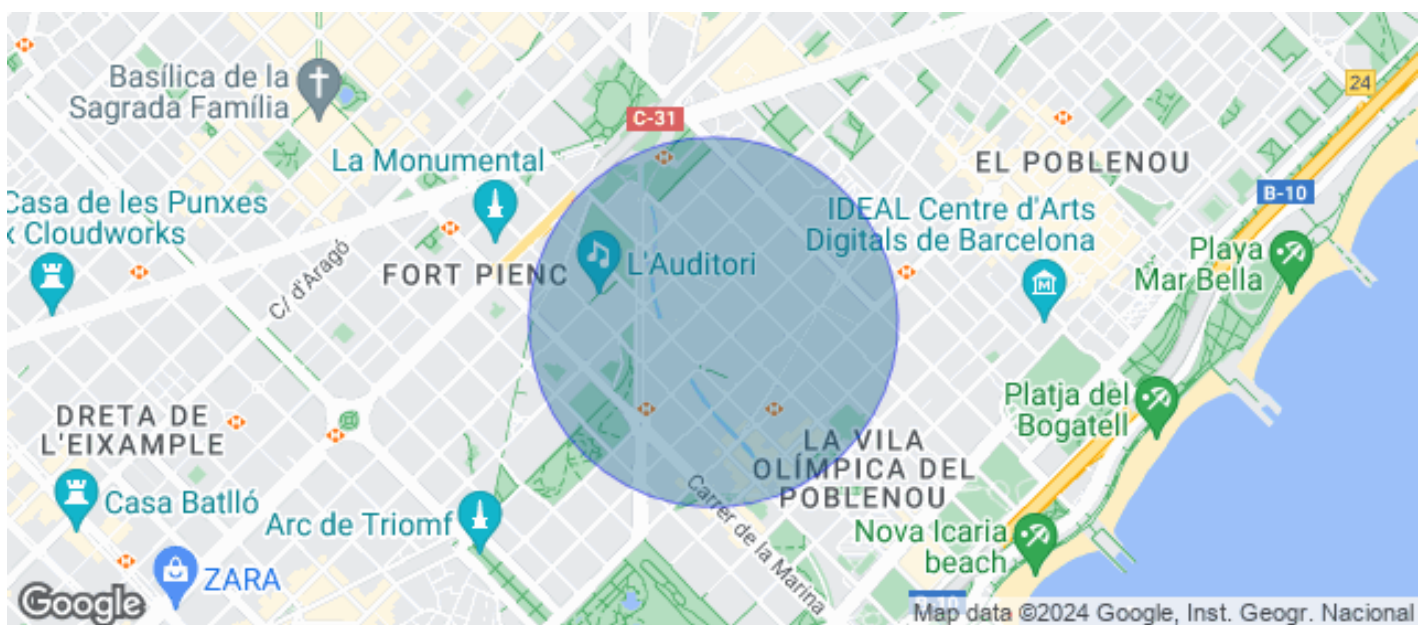 Basílica de la
Sagrada Família
24
C-31
La Monumental
EL POBLENOU
B-10
Casa de les Punxes
x Cloudworks
IDEAL Centre d'Arts
Digitals de Barcelona
Playa
Mar Bella
C/ d'Aragó
FORT PIENC
L'Auditori
Platja del
Bogatell
DRETA DE
L'EIXAMPLE
LA VILA
OLÍMPICA DEL
POBLENOU
Casa Batlló
Arc de Triomf
Carrer de la Marina
Nova Icaria
beach
ZARA
Google
Map data ©2024 Google, Inst. Geogr. Nacional